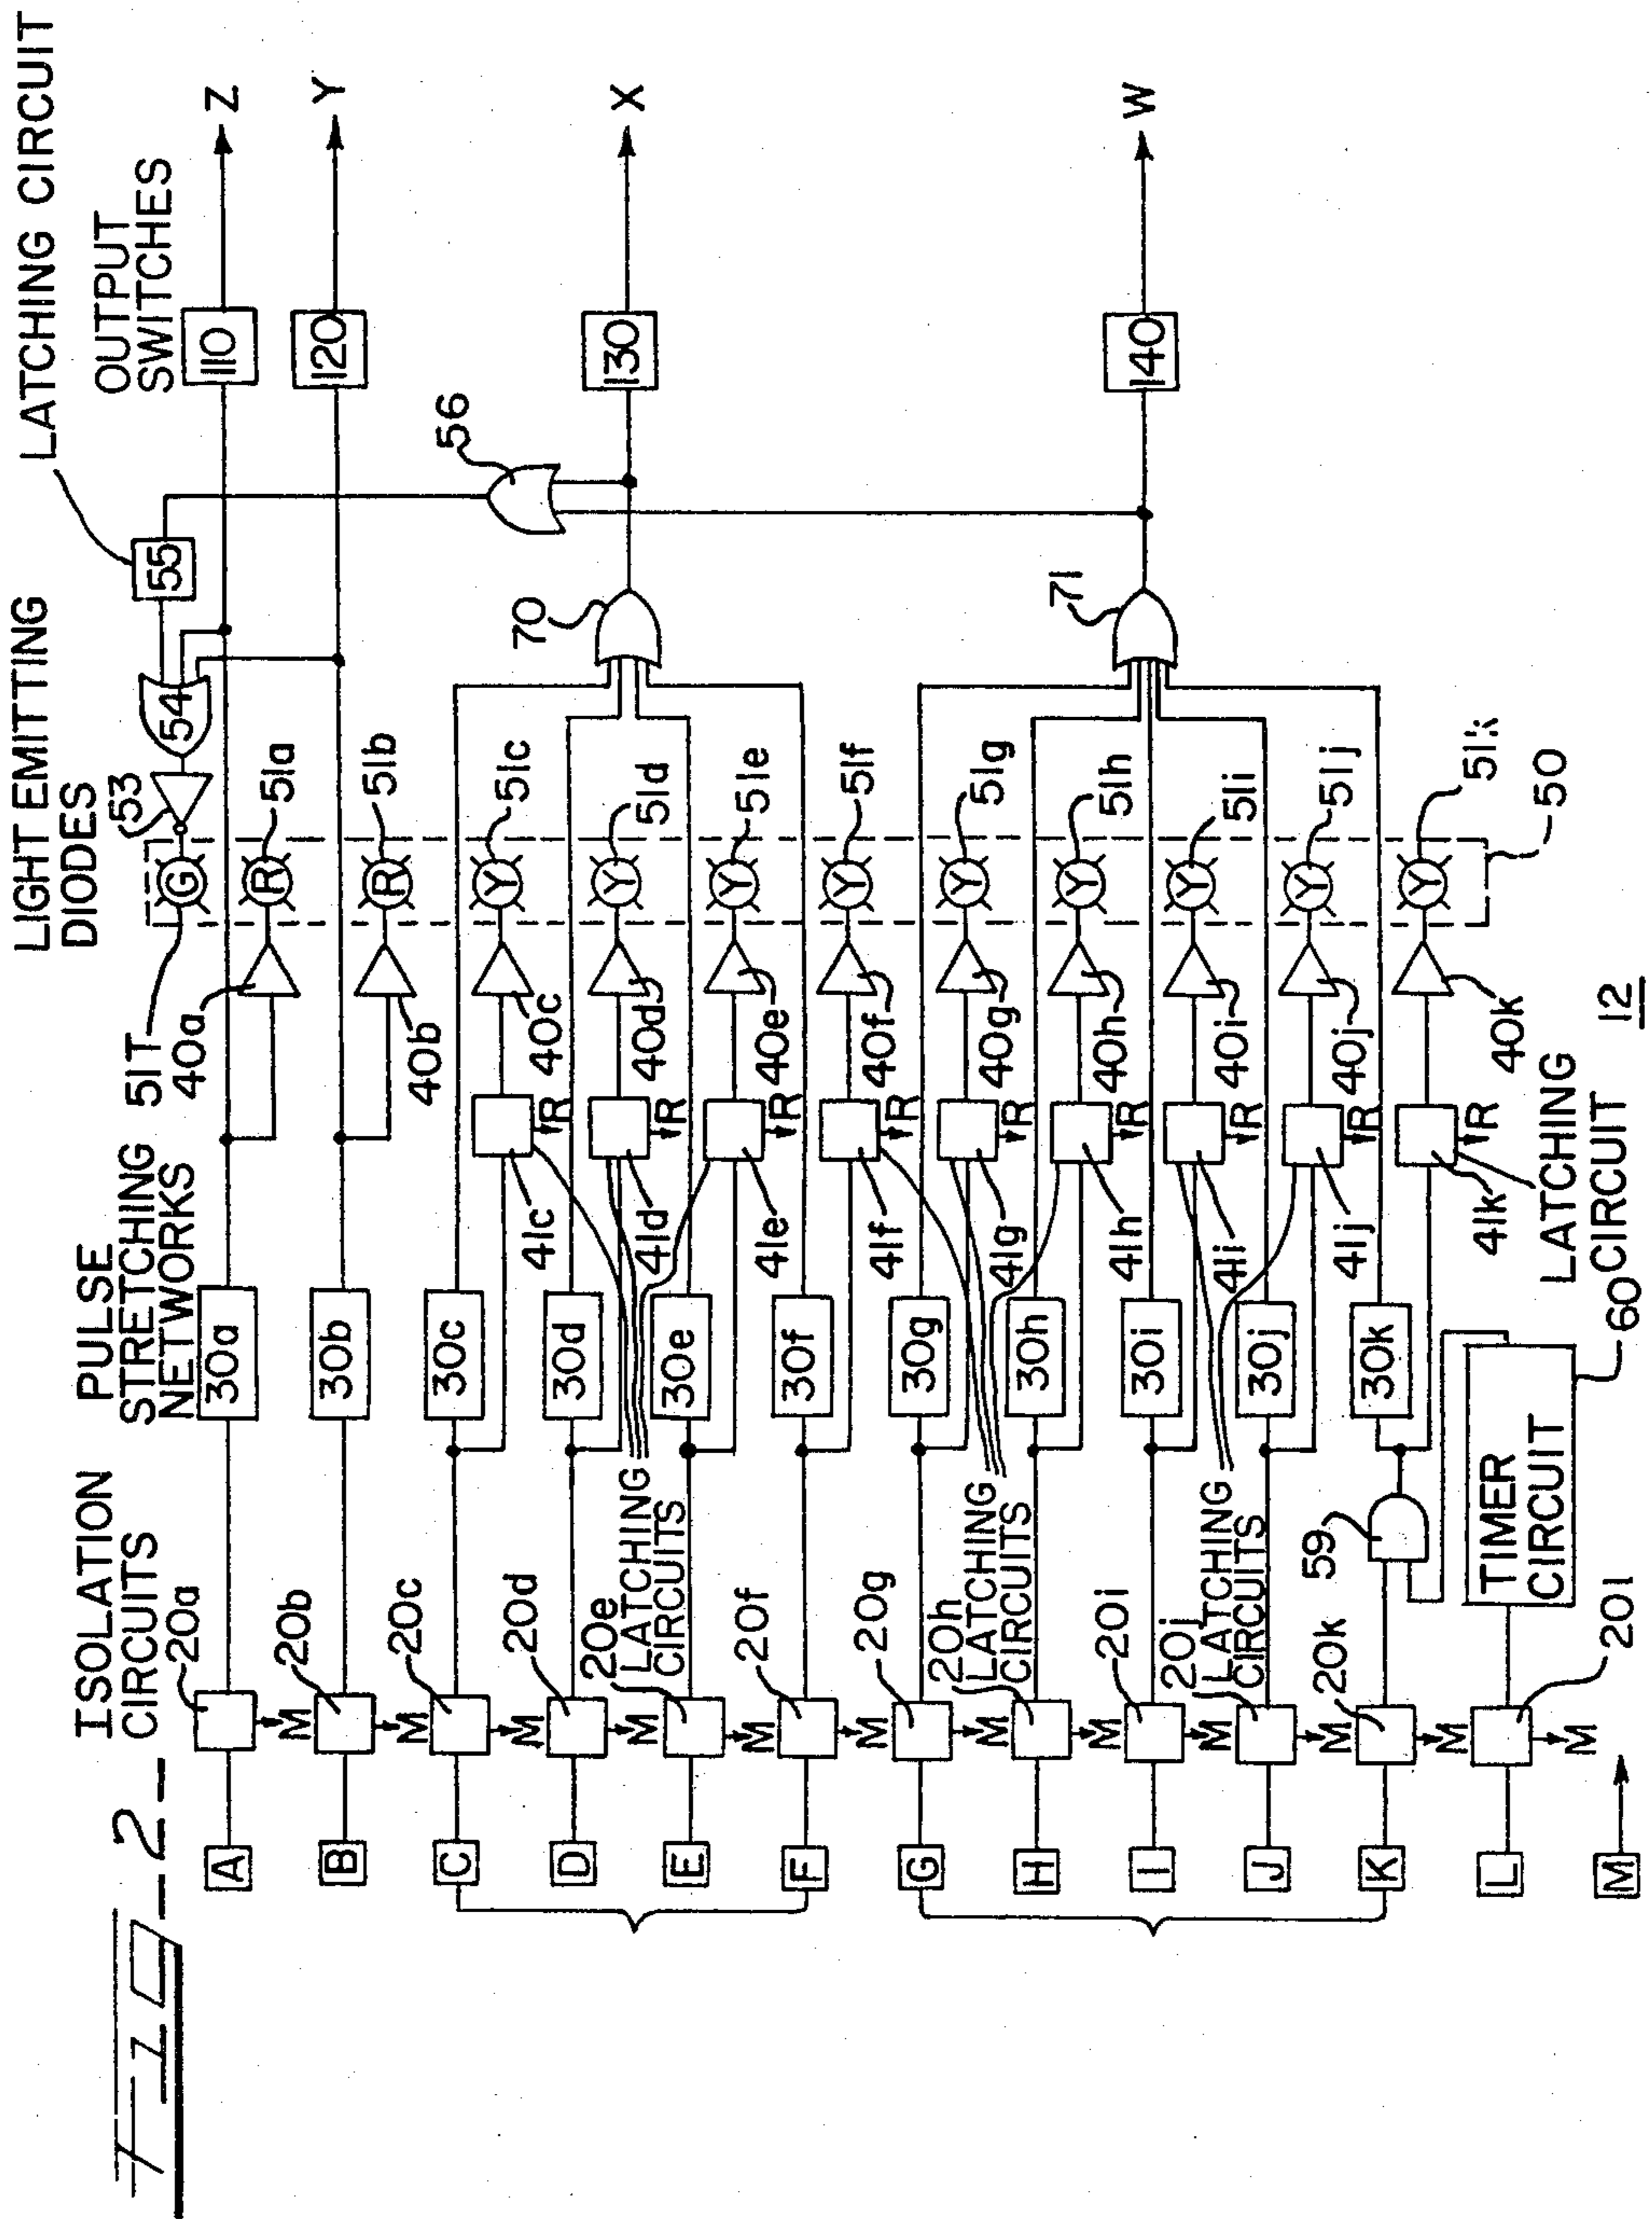 FIG-2-
ISOLATION
CIRCUITS
PULSE
STRETCHING
NETWORKS
LIGHT EMITTING
DIODES
OUTPUT
SWITCHES
LATCHING CIRCUIT
A
20a
M
30a
40a
51T
G
53
54
55
R
51a
110
Z
B
20b
M
30b
40b
R
51b
120
Y
C
20c
M
30c
41c
R
40c
Y
51c
56
D
20d
M
30d
41d
R
40d
Y
51d
70
130
X
E
20e
M
LATCHING
CIRCUITS
30e
41e
R
40e
Y
51e
F
20f
M
30f
41f
R
40f
Y
51f
G
20g
M
30g
41g
R
40g
Y
51g
H
20h
M
LATCHING
CIRCUITS
30h
41h
R
40h
Y
51h
71
140
W
I
20i
M
30i
41i
R
40i
Y
51i
J
20j
M
LATCHING
CIRCUITS
30j
41j
R
40j
Y
51j
K
20k
M
59
30k
41k
R
40k
Y
51k
50
L
20l
M
TIMER
CIRCUIT
60
LATCHING
CIRCUIT
M
12